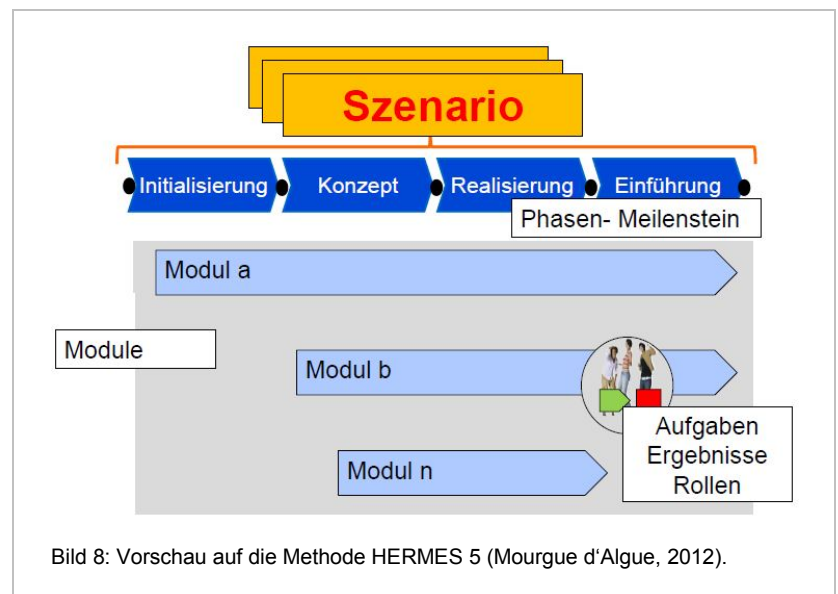 Szenario
Initialisierung
Konzept
Realisierung
Einführung
Phasen- Meilenstein
Modul a
Module
Modul b
Aufgaben
Ergebnisse
Rollen
Modul n
Bild 8: Vorschau auf die Methode HERMES 5 (Mourgue d‘Algue, 2012).